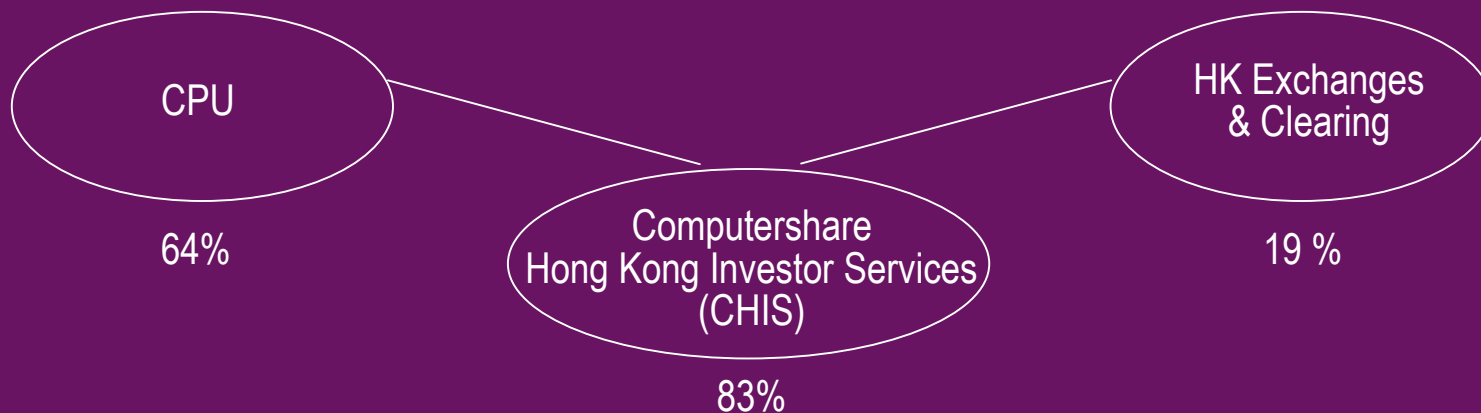 CPU
64%
HK Exchanges
& Clearing
19 %
Computershare
Hong Kong Investor Services
(CHIS)
83%